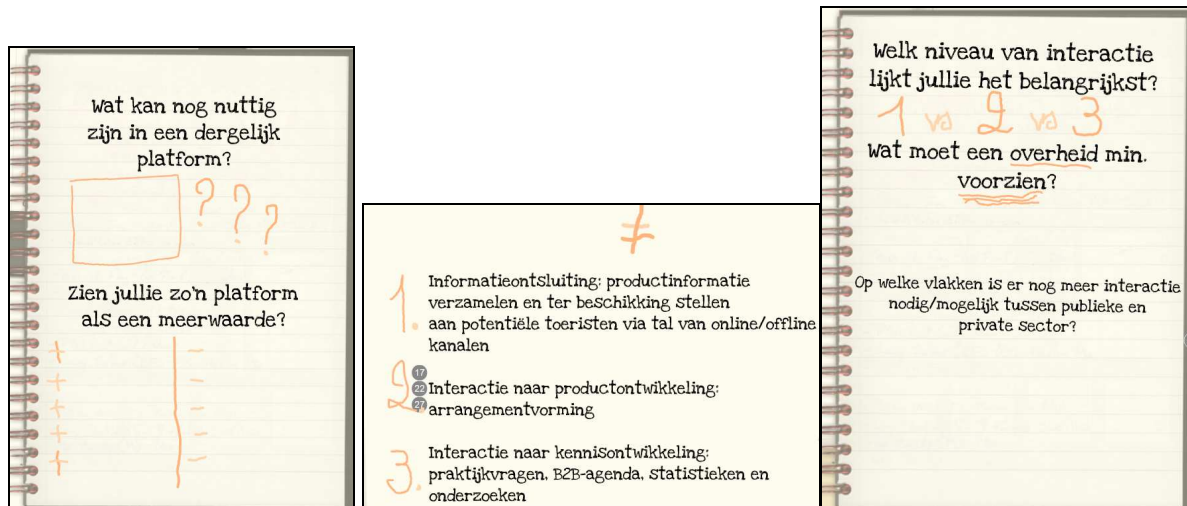 Wat kan nog nuttig
zijn in een dergelijk
platform?
? ? ?
Zien jullie zo'n platform
als een meerwaarde?
+ -
+ -
+ -
+ -
+ -
≠
1. Informatieontsluiting: productinformatie
verzamelen en ter beschikking stellen
aan potentiële toeristen via tal van online/offline
kanalen
2. Interactie naar productontwikkeling:
arrangementvorming
17
22
27
3. Interactie naar kennisontwikkeling:
praktijkvragen, B2B-agenda, statistieken en
onderzoeken
Welk niveau van interactie
lijkt jullie het belangrijkst?
1 vs 2 vs 3
Wat moet een overheid min.
voorzien?
Op welke vlakken is er nog meer interactie
nodig/mogelijk tussen publieke en
private sector?